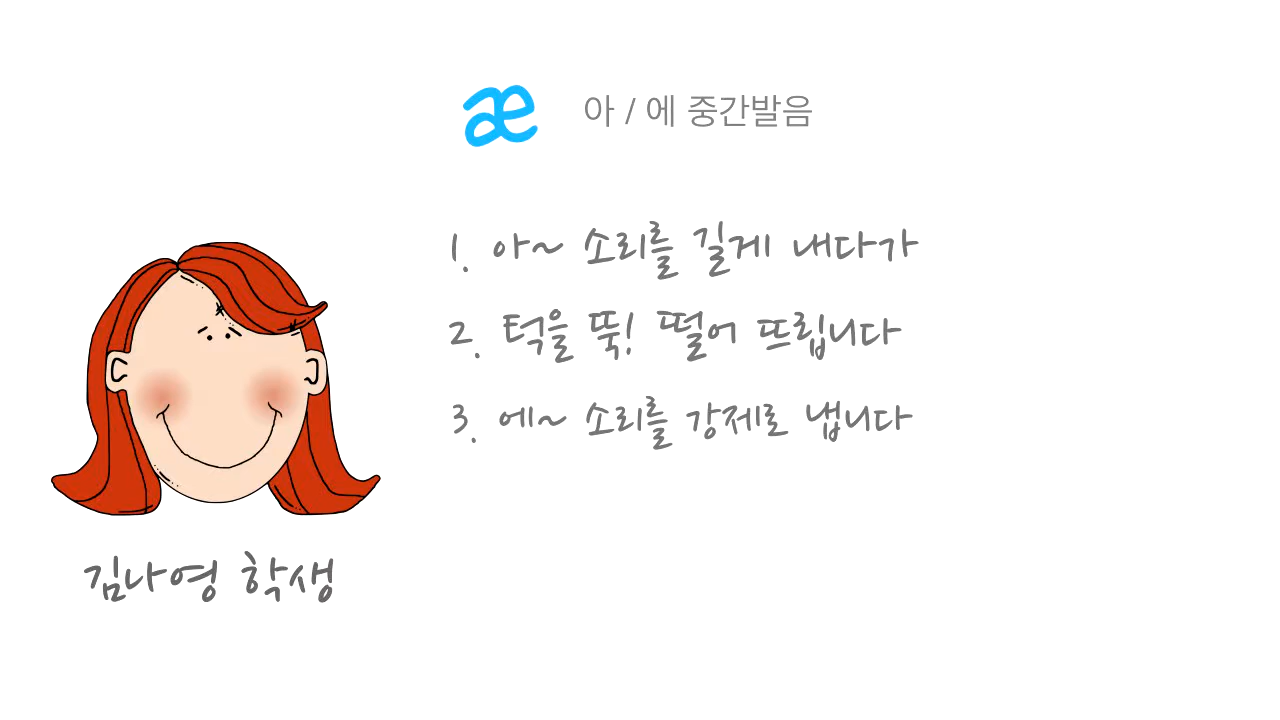 æ 아 / 에 중간발음
1. 아~ 소리를 길게 내다가
2. 턱을 뚝! 떨어 뜨립니다
3. 에~ 소리를 강제로 냅니다
김나영 학생